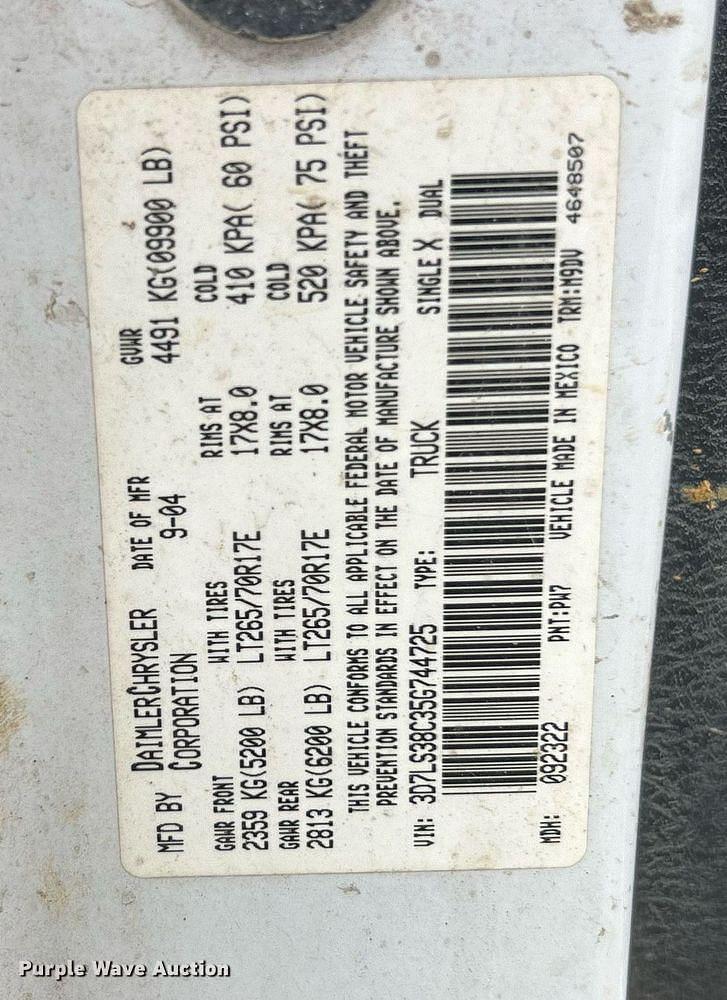 MFD BY DAIMLERCHRYSLER CORPORATION
DATE OF MFR 9-04
GVWR 4491 KG(09900 LB)
GAWR FRONT WITH TIRES RIMS AT COLD
2359 KG(5200 LB) LT265/70R17E 17X8.0 410 KPA( 60 PSI)
GAWR REAR WITH TIRES RIMS AT COLD
2813 KG(6200 LB) LT265/70R17E 17X8.0 520 KPA( 75 PSI)
THIS VEHICLE CONFORMS TO ALL APPLICABLE FEDERAL MOTOR VEHICLE SAFETY AND THEFT
PREVENTION STANDARDS IN EFFECT ON THE DATE OF MANUFACTURE SHOWN ABOVE.
VIN: 3D7LS38C35G744725 TYPE: TRUCK SINGLE X DUAL
MDH: 092322 PNT:PW7 VEHICLE MADE IN MEXICO TRM:M9DV 4648507
Purple Wave Auction